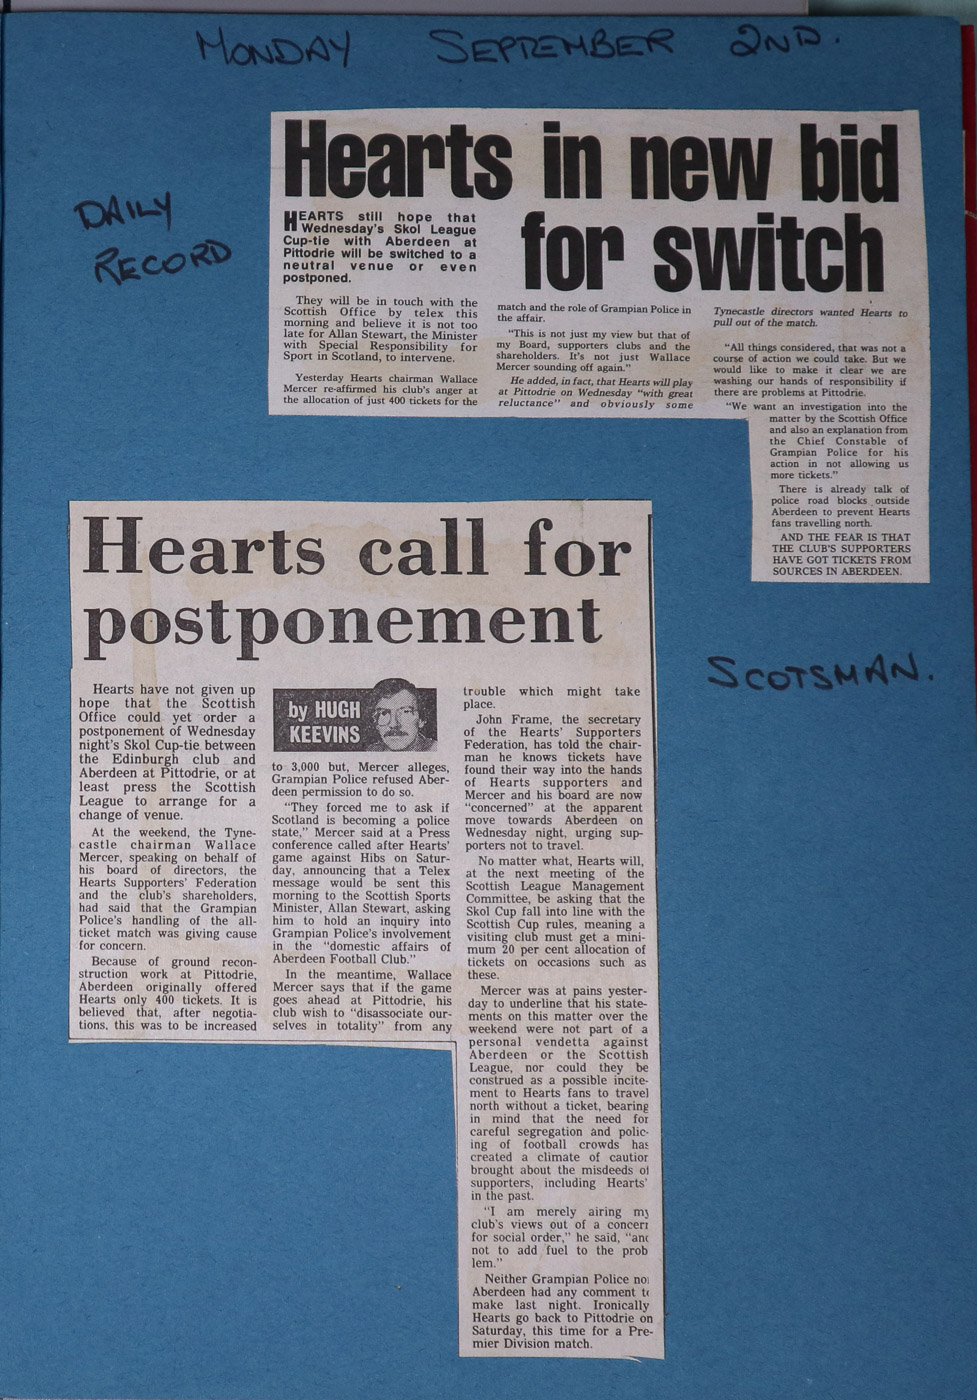 MONDAY SEPTEMBER 2ND.
DAILY
RECORD
Hearts in new bid
for switch
HEARTS still hope that
Wednesday's Skol League
Cup-tie with Aberdeen at
Pittodrie will be switched to a
neutral venue or even
postponed.
They will be in touch with the
Scottish Office by telex this
morning and believe it is not too
late for Allan Stewart, the Minister
with Special Responsibility for
Sport in Scotland, to intervene.
Yesterday Hearts chairman Wallace
Mercer re-affirmed his club's anger at
the allocation of just 400 tickets for the
match and the role of Grampian Police in
the affair.
"This is not just my view but that of
my Board, supporters clubs and the
shareholders. It's not just Wallace
Mercer sounding off again."
He added, in fact, that Hearts will play
at Pittodrie on Wednesday "with great
reluctance" and obviously some
Tynecastle directors wanted Hearts to
pull out of the match.
"All things considered, that was not a
course of action we could take. But we
would like to make it clear we are
washing our hands of responsibility if
there are problems at Pittodrie.
"We want an investigation into the
matter by the Scottish Office
and also an explanation from
the Chief Constable of
Grampian Police for his
action in not allowing us
more tickets."
There is already talk of
police road blocks outside
Aberdeen to prevent Hearts
fans travelling north.
AND THE FEAR IS THAT
THE CLUB'S SUPPORTERS
HAVE GOT TICKETS FROM
SOURCES IN ABERDEEN.
SCOTSMAN.
Hearts call for
postponement
Hearts have not given up
hope that the Scottish
Office could yet order a
postponement of Wednesday
night's Skol Cup-tie between
the Edinburgh club and
Aberdeen at Pittodrie, or at
least press the Scottish
League to arrange for a
change of venue.
At the weekend, the Tyne-
castle chairman Wallace
Mercer, speaking on behalf of
his board of directors, the
Hearts Supporters' Federation
and the club's shareholders,
had said that the Grampian
Police's handling of the all-
ticket match was giving cause
for concern.
Because of ground recon-
struction work at Pittodrie,
Aberdeen originally offered
Hearts only 400 tickets. It is
believed that, after negotia-
tions, this was to be increased
by HUGH
KEEVINS
to 3,000 but, Mercer alleges,
Grampian Police refused Aber-
deen permission to do so.
"They forced me to ask if
Scotland is becoming a police
state," Mercer said at a Press
conference called after Hearts'
game against Hibs on Satur-
day, announcing that a Telex
message would be sent this
morning to the Scottish Sports
Minister, Allan Stewart, asking
him to hold an inquiry into
Grampian Police's involvement
in the "domestic affairs of
Aberdeen Football Club."
In the meantime, Wallace
Mercer says that if the game
goes ahead at Pittodrie, his
club wish to "disassociate our-
selves in totality" from any
trouble which might take
place.
John Frame, the secretary
of the Hearts' Supporters
Federation, has told the chair-
man he knows tickets have
found their way into the hands
of Hearts supporters and
Mercer and his board are now
"concerned" at the apparent
move towards Aberdeen on
Wednesday night, urging sup-
porters not to travel.
No matter what, Hearts will,
at the next meeting of the
Scottish League Management
Committee, be asking that the
Skol Cup fall into line with the
Scottish Cup rules, meaning a
visiting club must get a mini-
mum 20 per cent allocation of
tickets on occasions such as
these.
Mercer was at pains yester-
day to underline that his state-
ments on this matter over the
weekend were not part of a
personal vendetta against
Aberdeen or the Scottish
League, nor could they be
construed as a possible incite-
ment to Hearts fans to travel
north without a ticket, bearing
in mind that the need for
careful segregation and polic-
ing of football crowds has
created a climate of caution
brought about the misdeeds of
supporters, including Hearts'
in the past.
"I am merely airing my
club's views out of a concern
for social order," he said, "and
not to add fuel to the prob
lem."
Neither Grampian Police nor
Aberdeen had any comment to
make last night. Ironically
Hearts go back to Pittodrie on
Saturday, this time for a Pre-
mier Division match.